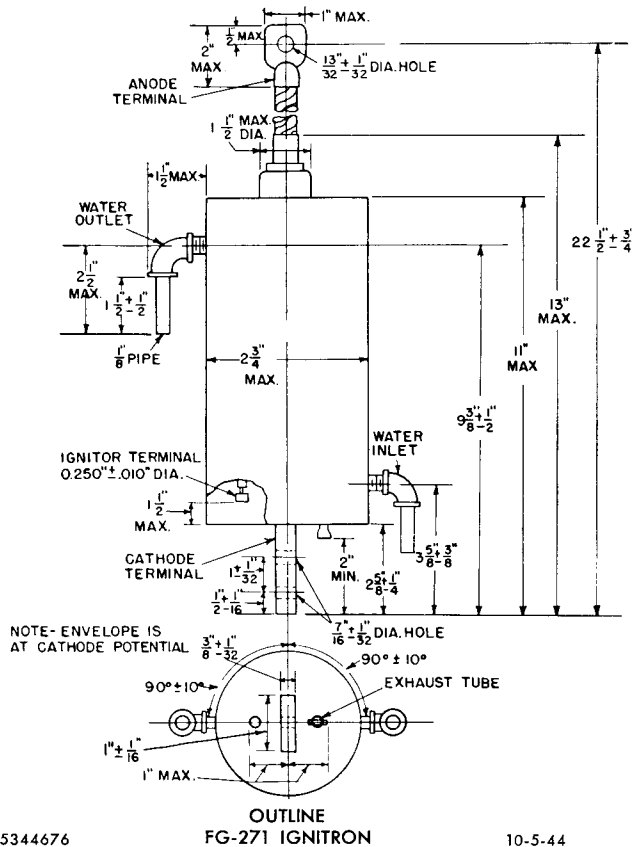 1" MAX.
1/2" MAX.
2" MAX.
13/32" ± 1/32" DIA. HOLE
ANODE
TERMINAL
1 1/2" MAX. DIA.
1 1/2" MAX.
WATER
OUTLET
22 1/2" ± 3/4"
2 1/2" MAX.
1 1/2" ± 1/2"
13" MAX.
1/8" PIPE
2 3/4" MAX.
11" MAX
9 3/8" ± 1/2"
WATER
INLET
IGNITOR TERMINAL
0.250" ± .010" DIA.
1 1/2" MAX.
CATHODE
TERMINAL
2" MIN.
3 5/8" ± 3/8"
1 ± 1/32"
2 5/8" ± 1/4"
1/2" ± 1/16"
7/16" ± 1/32" DIA. HOLE
NOTE- ENVELOPE IS
AT CATHODE POTENTIAL
3/8" ± 1/32"
90° ± 10°
90° ± 10°
EXHAUST TUBE
1" ± 1/16"
1" MAX.
OUTLINE
FG-271 IGNITRON
5344676
10-5-44